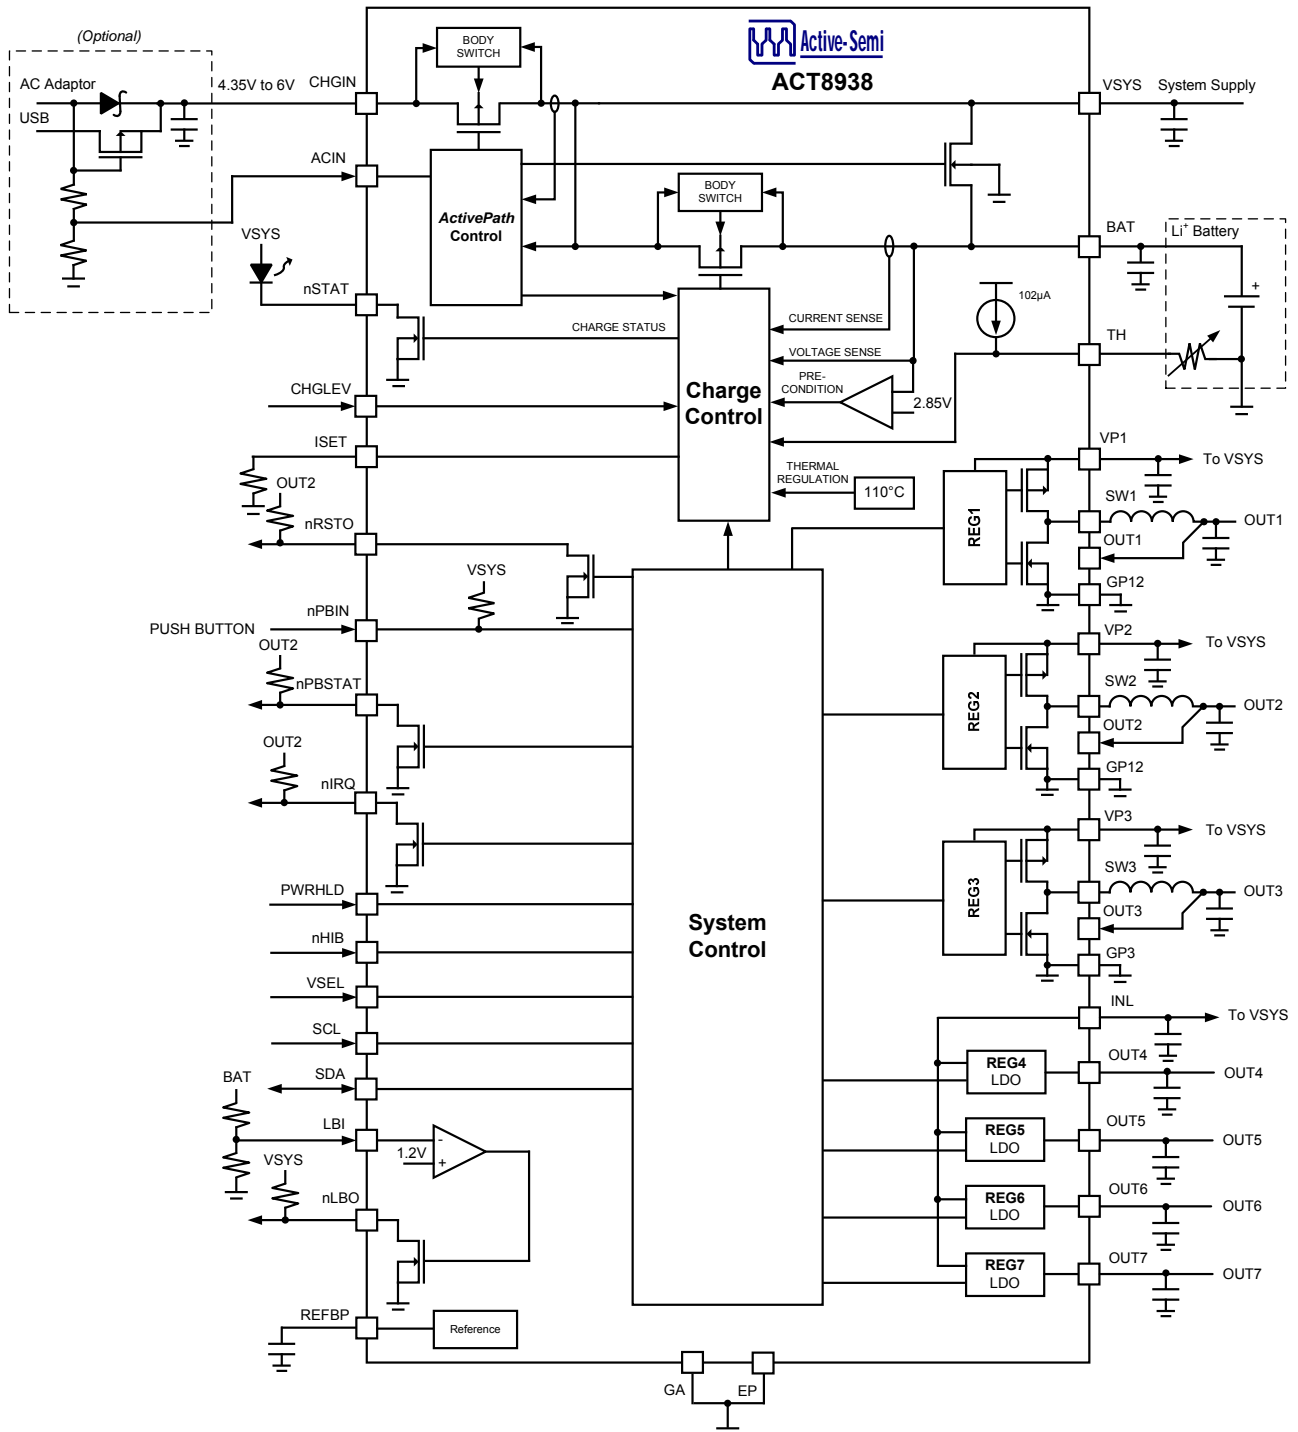 (Optional)
AC Adaptor
USB
4.35V to 6V
CHGIN
BODY
SWITCH
Active-Semi
ACT8938
VSYS
System Supply
ACIN
ActivePath
Control
BODY
SWITCH
BAT
Li+ Battery
+
VSYS
nSTAT
CHARGE STATUS
CURRENT SENSE
102µA
VOLTAGE SENSE
TH
CHGLEV
Charge
Control
PRE-
CONDITION
2.85V
ISET
THERMAL
REGULATION
110°C
OUT2
nRSTO
VP1
To VSYS
REG1
SW1
OUT1
OUT1
GP12
VSYS
nPBIN
PUSH BUTTON
OUT2
nPBSTAT
VP2
To VSYS
REG2
SW2
OUT2
OUT2
GP12
OUT2
nIRQ
VP3
To VSYS
REG3
SW3
OUT3
OUT3
GP3
PWRHLD
System
Control
nHIB
VSEL
SCL
SDA
INL
To VSYS
REG4
LDO
OUT4
OUT4
BAT
LBI
1.2V
-
+
REG5
LDO
OUT5
OUT5
VSYS
nLBO
REG6
LDO
OUT6
OUT6
REG7
LDO
OUT7
OUT7
REFBP
Reference
GA
EP